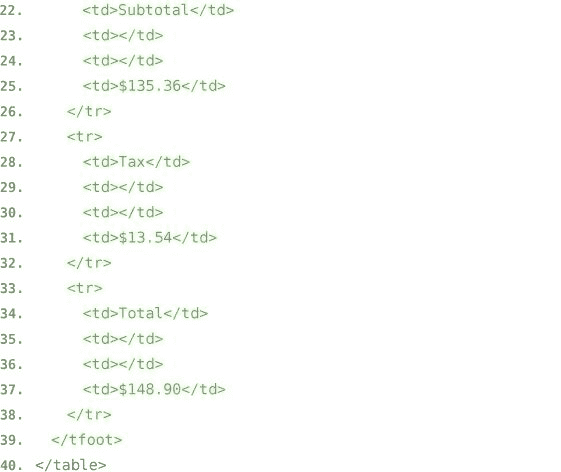 22. <td>Subtotal</td>
23. <td></td>
24. <td></td>
25. <td>$135.36</td>
26. </tr>
27. <tr>
28. <td>Tax</td>
29. <td></td>
30. <td></td>
31. <td>$13.54</td>
32. </tr>
33. <tr>
34. <td>Total</td>
35. <td></td>
36. <td></td>
37. <td>$148.90</td>
38. </tr>
39. </tfoot>
40. </table>